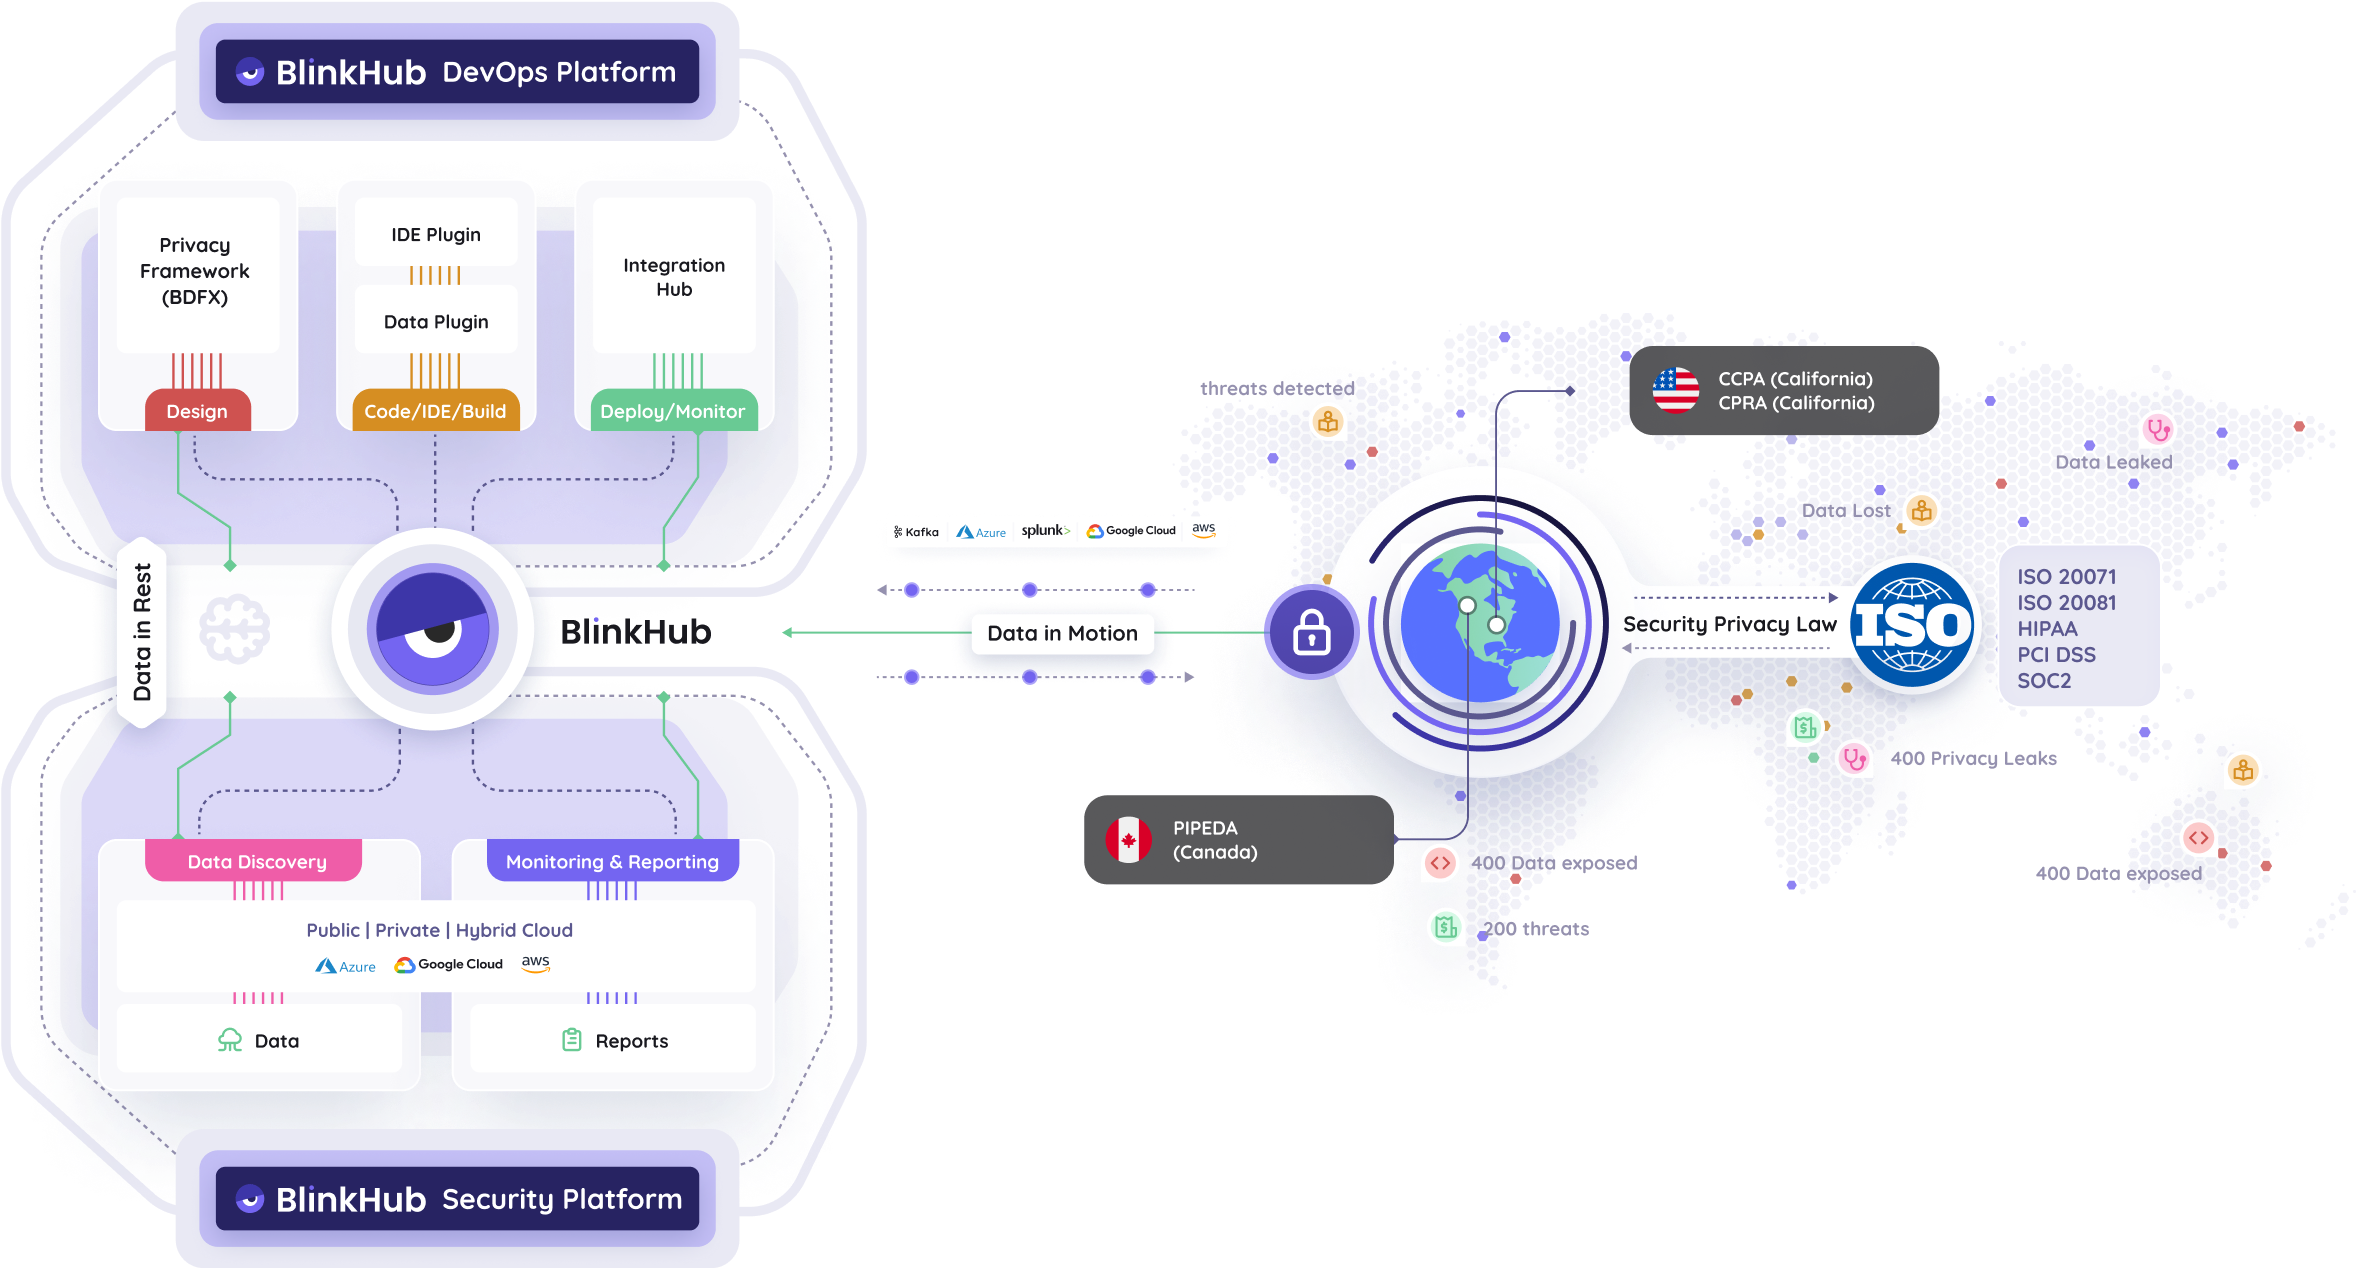 BlinkHub DevOps Platform
Privacy
Framework
(BDFX)
Design
IDE Plugin
Data Plugin
Code/IDE/Build
Integration
Hub
Deploy/Monitor
Data in Rest
BlinkHub
Data Discovery
Monitoring & Reporting
Public | Private | Hybrid Cloud
Azure
Google Cloud
aws
Data
Reports
BlinkHub Security Platform
Kafka
Azure
splunk>
Google Cloud
aws
Data in Motion
threats detected
CCPA (California)
CPRA (California)
Data Leaked
Data Lost
Security Privacy Law
ISO
ISO 20071
ISO 20081
HIPAA
PCI DSS
SOC2
400 Privacy Leaks
PIPEDA
(Canada)
400 Data exposed
200 threats
400 Data exposed